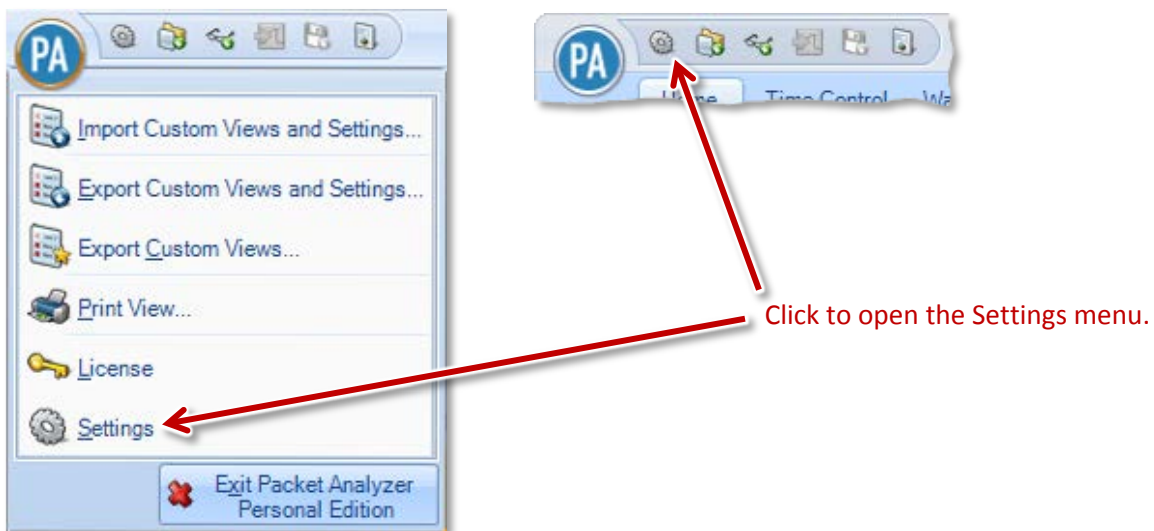 PA
Import Custom Views and Settings...
Export Custom Views and Settings...
Export Custom Views...
Print View...
License
Settings
Exit Packet Analyzer
Personal Edition
PA
Home Time Control
Click to open the Settings menu.